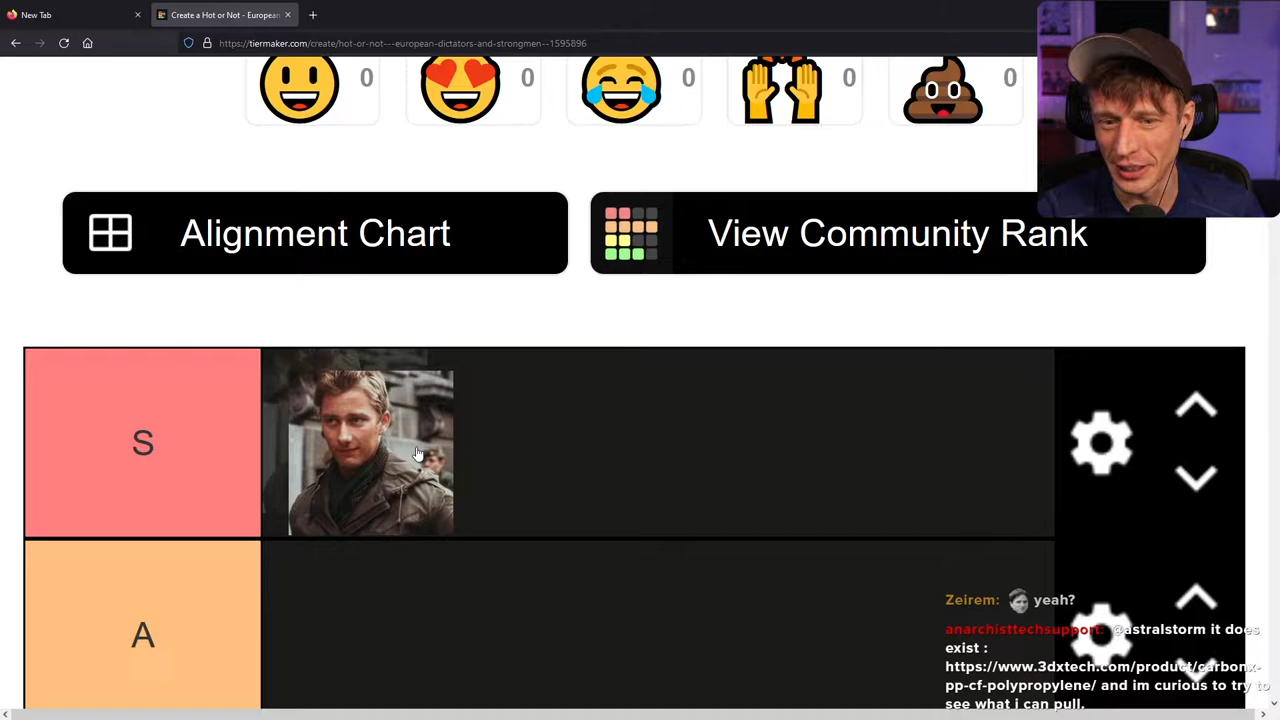 New Tab
Create a Hot or Not - European
https://tiermaker.com/create/hot-or-not---european-dictators-and-strongmen--1595896
0
0
0
0
0
Alignment Chart
View Community Rank
S
A
Zeirem: yeah?
anarchisttechsupport: @astralstorm it does
exist :
https://www.3dxtech.com/product/carbonx-
pp-cf-polypropylene/ and im curious to try to
see what i can pull.